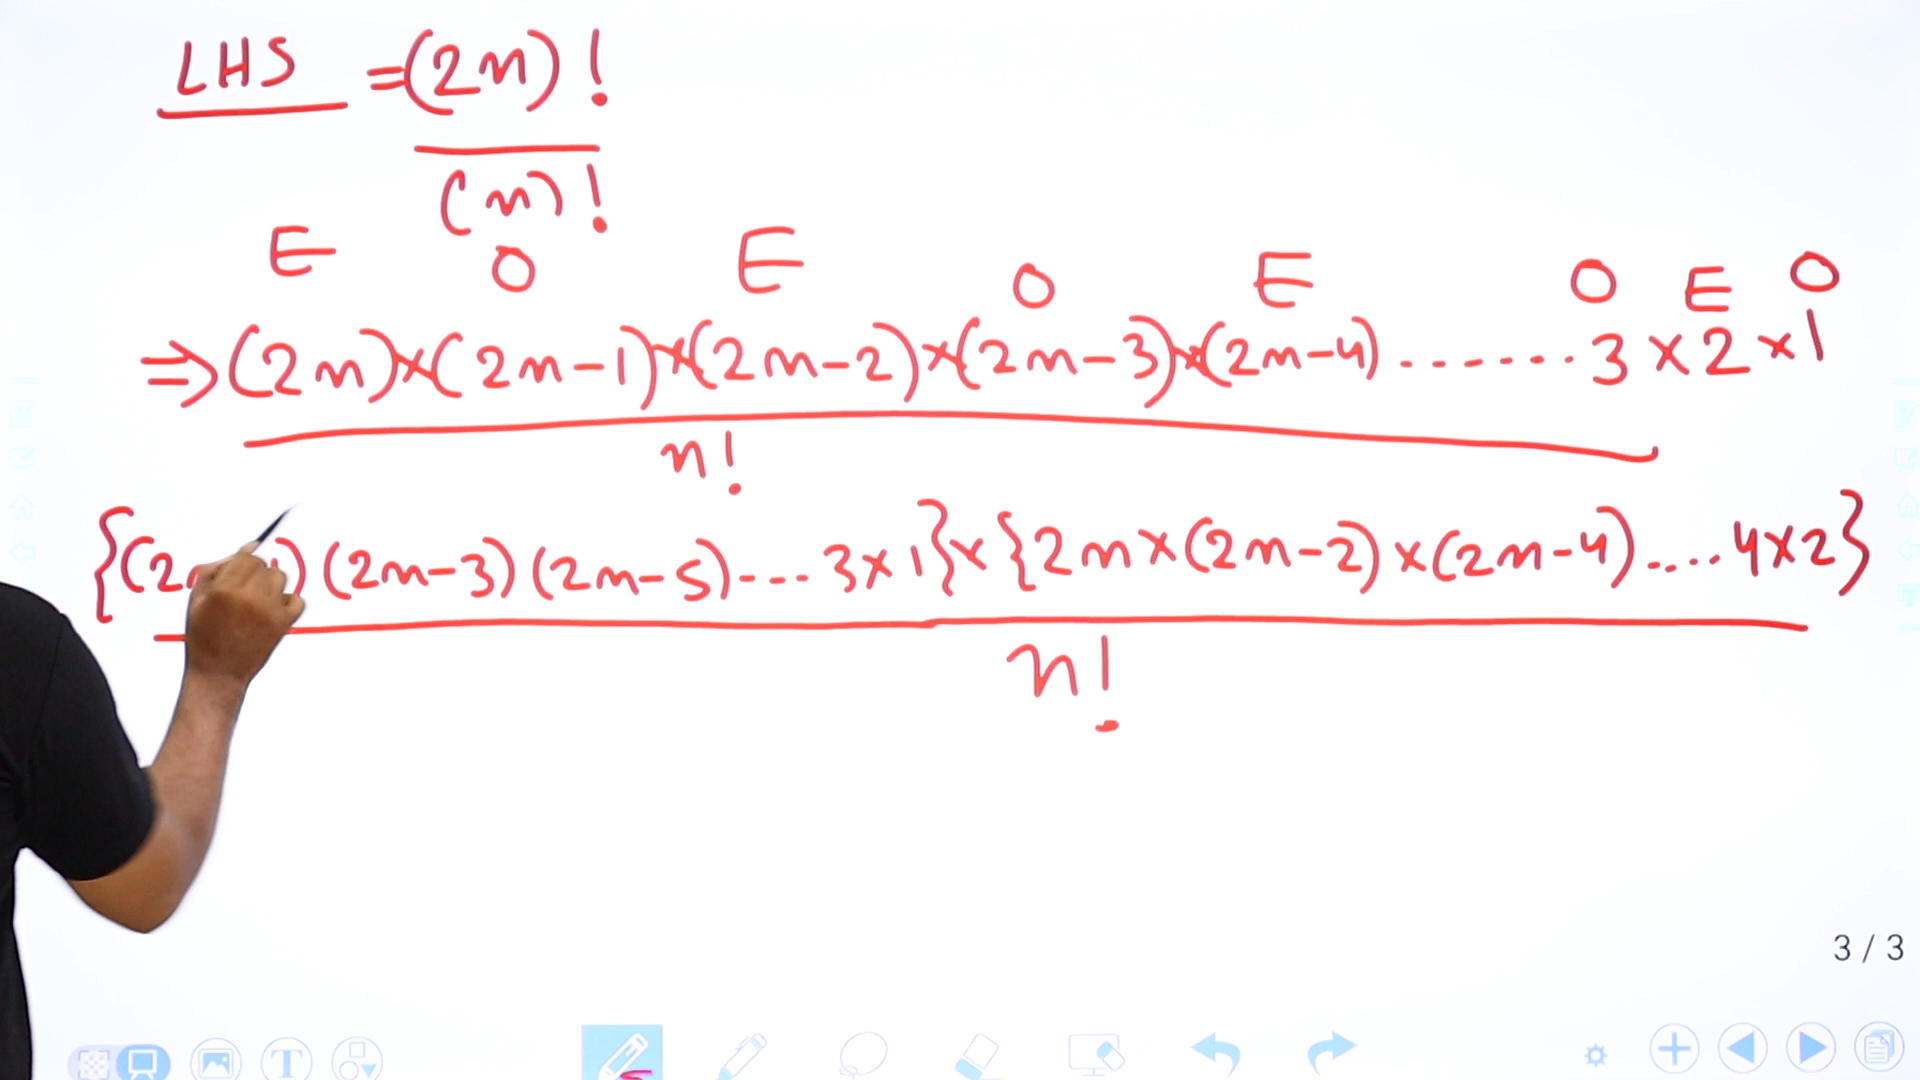 LHS = (2n)!
(n)!
E O E O E O E O
⇒ (2n)×(2n-1)×(2n-2)×(2n-3)×(2n-4).......3×2×1
n!
{(2n-1)(2n-3)(2n-5)---3×1}×{2n×(2n-2)×(2n-4)....4×2}
n!
3 / 3
T